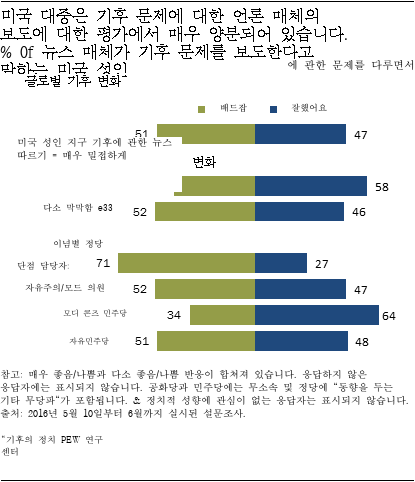 미국 대중은 기후 문제에 대한 언론 매체의
보도에 대한 평가에서 매우 양분되어 있습니다.
% Of 뉴스 매체가 기후 문제를 보도한다고
말하는 미국 성인
에 관한 문제를 다루면서
글로벌 기후 변화
배드잡 잘했어요
51 47
미국 성인 지구 기후에 관한 뉴스
따르기 = 매우 밀접하게
변화
58
다소 막막함 e33 52 46
이념별 정당
단점 담당자: 71 27
자유주의/모드 의원 52 47
모디 콘즈 민주당 34 64
자유민주당 51 48
참고: 매우 좋음/나쁨과 다소 좋음/나쁨 반응이 합쳐져 있습니다. 응답하지 않은
응답자에는 표시되지 않습니다. 공화당과 민주당에는 무소속 및 정당에 "동향을 두는
기타 무당파"가 포함됩니다. 은 정치적 성향에 관심이 없는 응답자는 표시되지 않습니다.
출처: 2016년 5월 10일부터 6월까지 실시된 설문조사.
"기후의 정치 PEW 연구
센터